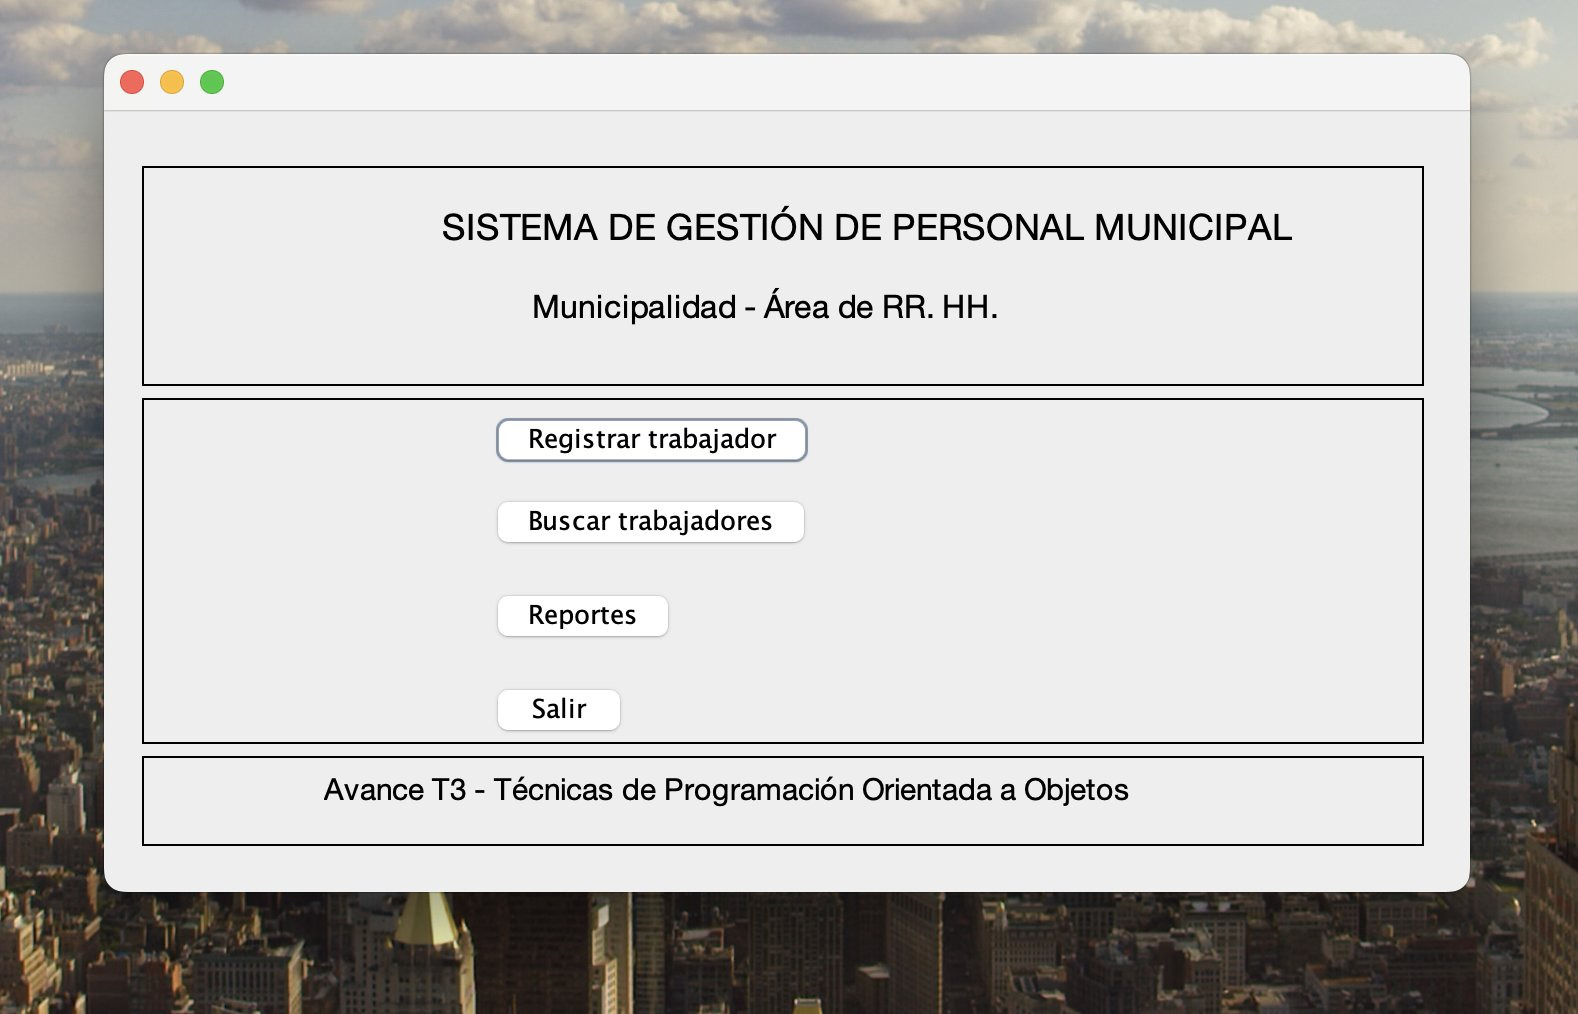 SISTEMA DE GESTIÓN DE PERSONAL MUNICIPAL
Municipalidad - Área de RR. HH.
Registrar trabajador
Buscar trabajadores
Reportes
Salir
Avance T3 - Técnicas de Programación Orientada a Objetos